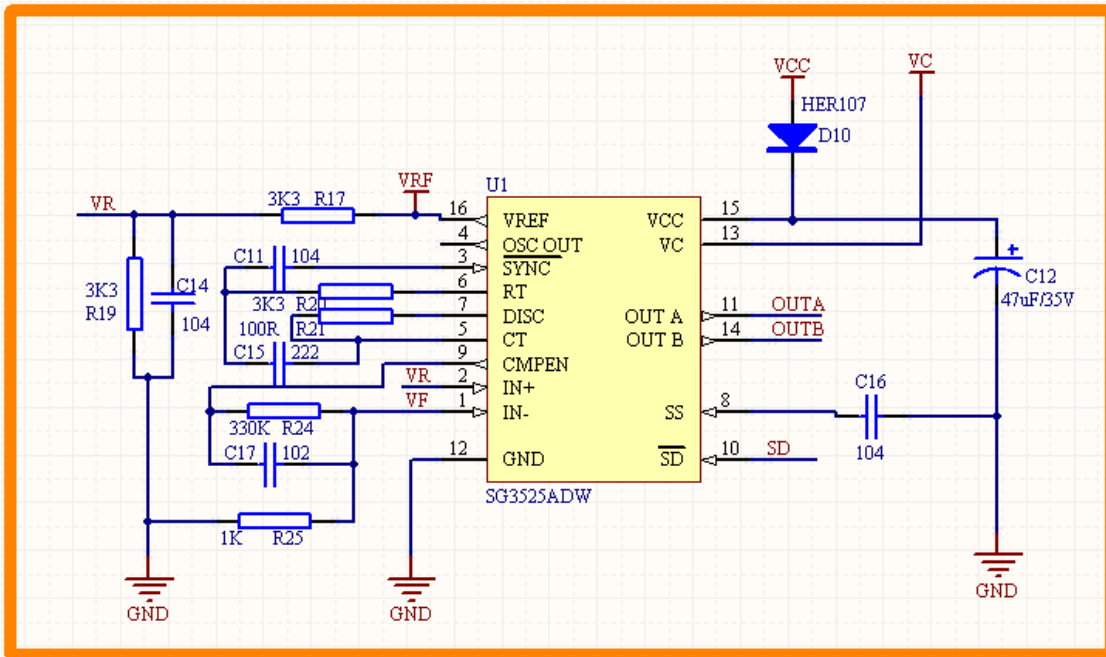 VCC
VC
HER107
D10
VRF
U1
VR
3K3 R17
16 VREF VCC 15
4 OSC OUT VC 13
C11 104 3 SYNC
C12
47uF/35V
C14
104
3K3
R19
3K3 R20 6 RT
100R R21 7 DISC OUT A 11 OUTA
5 CT OUT B 14 OUTB
C15 222 9 CMPEN
VR 2 IN+
VF 1 IN- SS 8
C16
104
330K R24
C17 102
12 GND SD 10 SD
SG3525ADW
1K R25
GND
GND
GND